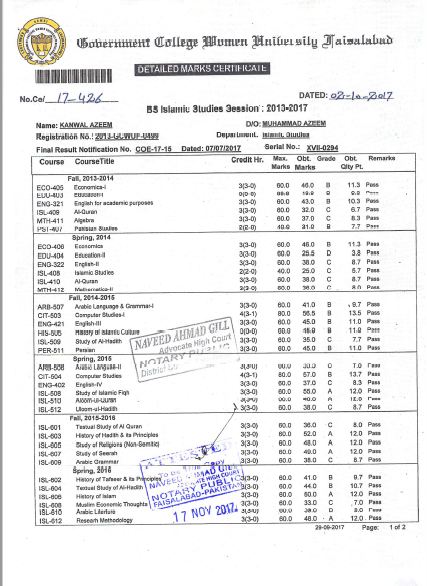 Government College Women University Faisalabad
DETAILED MARKS CERTIFICATE
No.Ce/ 17-426
DATED: 02-10-2017
BS Islamic Studies Session : 2013-2017
Name: KANWAL AZEEM D/O: MUHAMMAD AZEEM
Registration No.: 2013-GCWUF-0499 Department. Islamic Studies
Final Result Notification No. COE-17-15 Dated: 07/07/2017 Serial No.: XVII-0294
Course CourseTitle Credit Hr. Max. Marks Obt. Marks Grade Obt. Qlty Pt. Remarks
Fall, 2013-2014
ECO-405 Economics-I 3(3-0) 60.0 46.0 B 11.3 Pass
EDU-403 Education-I Pass
ENG-321 English for academic purposes 3(3-0) 60.0 43.0 B 10.3 Pass
ISL-409 Al-Quran 3(3-0) 60.0 32.0 C 6.7 Pass
MTH-411 Algebra 3(3-0) 60.0 37.0 C 8.3 Pass
PST-407 Pakistan Studies 2(2-0) 40.0 31.0 B 7.7 Pass
Spring, 2014
ECO-406 Economics 3(3-0) 60.0 46.0 B 11.3 Pass
EDU-404 Education-II 3(3-0) 60.0 25.5 D 3.8 Pass
ENG-322 English-II 3(3-0) 60.0 38.0 C 8.7 Pass
ISL-408 Islamic Studies 2(2-0) 40.0 25.0 C 5.7 Pass
ISL-410 Al-Quran 3(3-0) 60.0 38.0 C 8.7 Pass
MTH-412 Mathematics-II 3(3-0) 60.0 36.0 C 8.0 Pass
Fall, 2014-2015
ARB-507 Arabic Language & Grammar-I 3(3-0) 60.0 41.0 B 9.7 Pass
CIT-503 Computer Studies-I 4(3-1) 80.0 56.5 B 13.5 Pass
ENG-421 English-III 3(3-0) 60.0 45.0 B 11.0 Pass
HIS-505 History of Islamic Culture Pass
ISL-509 Study of Al-Hadith 3(3-0) 60.0 35.0 C 7.7 Pass
PER-511 Persian 3(3-0) 60.0 45.0 B 11.0 Pass
Spring, 2015
ARB-508 Arabic Language-II 3(3-0) 60.0 33.0 C 7.0 Pass
CIT-504 Computer Studies 4(3-1) 80.0 57.0 B 13.7 Pass
ENG-402 English-IV 3(3-0) 60.0 37.0 C 8.3 Pass
ISL-508 Study of Islamic Fiqh 3(3-0) 60.0 55.0 A 12.0 Pass
ISL-510 Aloom-ul-Quran 3(3-0) 60.0 40.0 A 12.0 Pass
ISL-512 Uloom-ul-Hadith 3(3-0) 60.0 38.0 C 8.7 Pass
Fall, 2015-2016
ISL-601 Textual Study of Al Quran 3(3-0) 60.0 36.0 C 8.0 Pass
ISL-603 History of Hadith & its Principles 3(3-0) 60.0 52.0 A 12.0 Pass
ISL-605 Study of Religions (Non-Semitic) 3(3-0) 60.0 48.0 A 12.0 Pass
ISL-607 Study of Seerah 3(3-0) 60.0 49.0 A 12.0 Pass
ISL-609 Arabic Grammar 3(3-0) 60.0 38.0 C 8.7 Pass
Spring, 2016
ISL-602 History of Tafseer & its Principles 3(3-0) 60.0 41.0 B 9.7 Pass
ISL-604 Textual Study of Al-Hadith 3(3-0) 60.0 44.0 B 10.7 Pass
ISL-606 History of Islam 3(3-0) 60.0 60.0 A 12.0 Pass
ISL-608 Muslim Economic Thoughts 3(3-0) 60.0 33.0 C 7.0 Pass
ISL-610 Arabic Literture 3(3-0) 60.0 39.0 D 8.0 Pass
ISL-612 Research Methodology 3(3-0) 60.0 48.0 A 12.0 Pass
29-09-2017 Page: 1 of 2
NAVEED AHMAD GILL
Advocate High Court
NOTARY PUBLIC
ATTESTED
NOTARY PUBLIC
FAISALABAD-PAKISTAN
17 NOV 2017